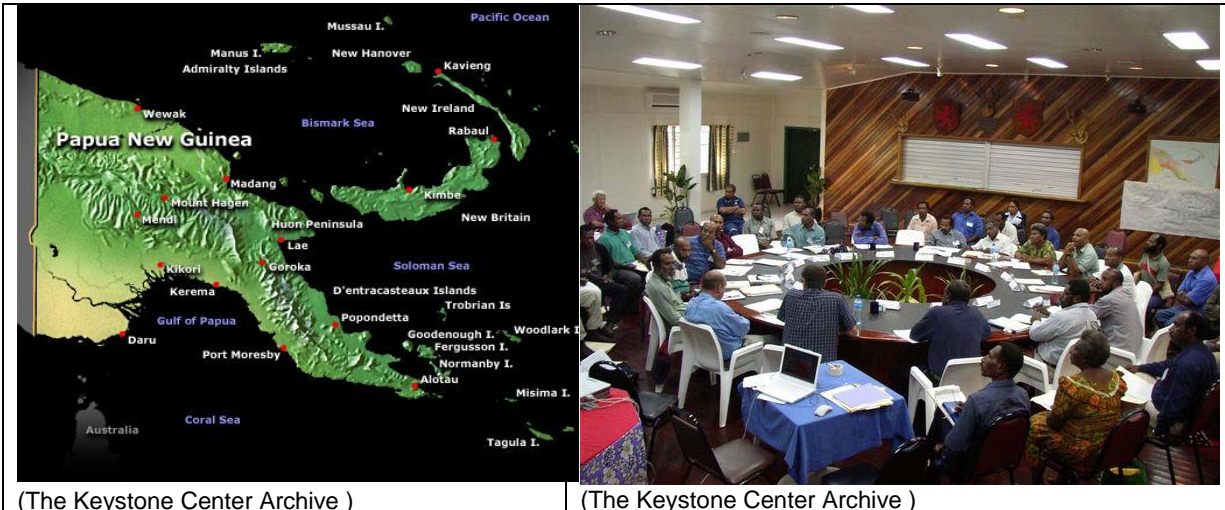 Pacific Ocean
Mussau I.
Manus I.
New Hanover
Admiralty Islands
Kavieng
New Ireland
Wewak
Bismark Sea
Rabaul
Papua New Guinea
Madang
Kimbe
Mount Hagen
Mendi
New Britain
Huon Peninsula
Lae
Kikori
Goroka
Soloman Sea
Kerema
D'entracasteaux Islands
Trobrian Is
Gulf of Papua
Popondetta
Woodlark I
Daru
Goodenough I.
Port Moresby
Fergusson I.
Normanby I.
Alotau
Misima I.
Coral Sea
Australia
Tagula I.
(The Keystone Center Archive )
(The Keystone Center Archive )